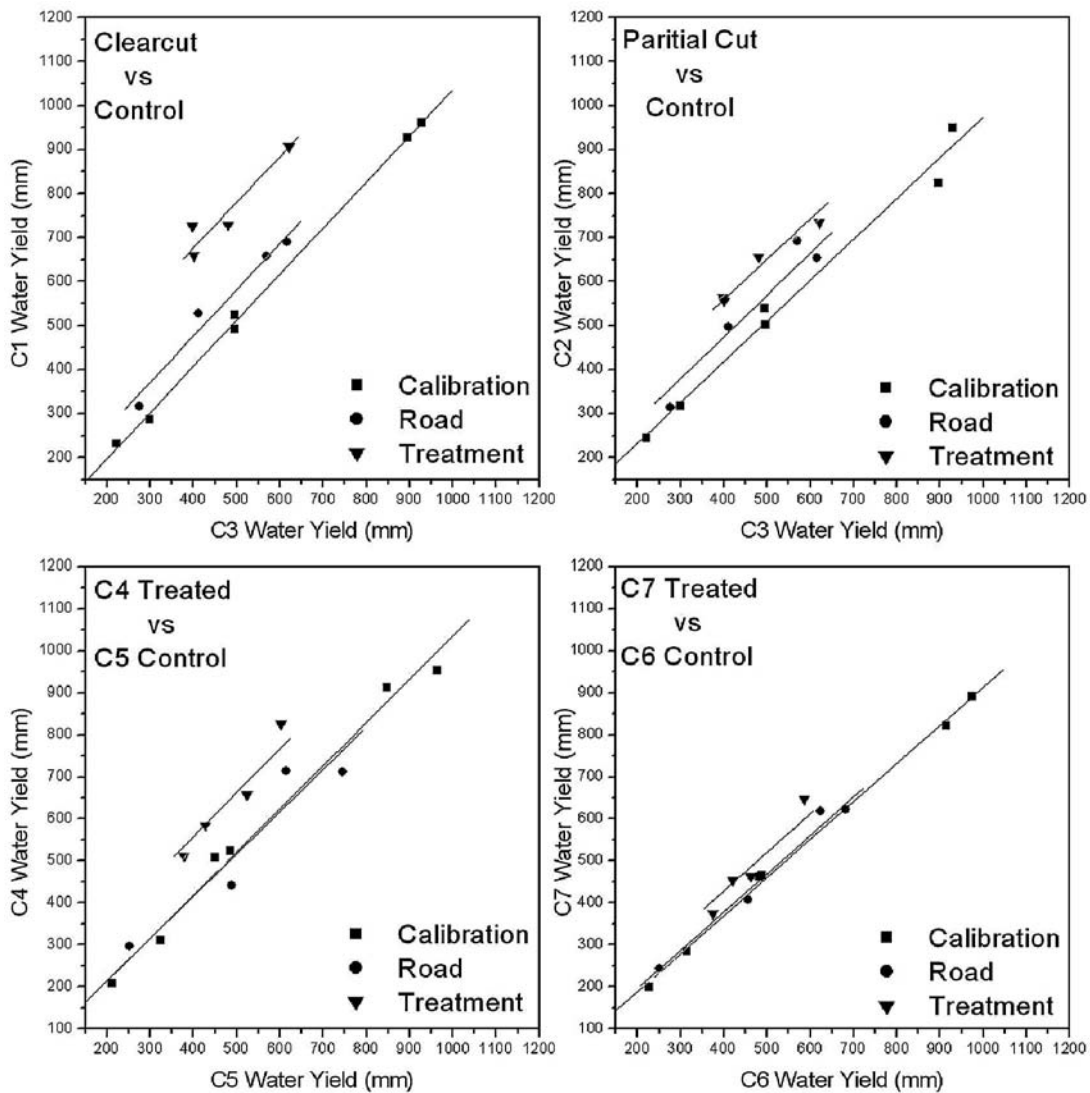 Clearcut
vs
Control
C1 Water Yield (mm)
1200
1100
1000
900
800
700
600
500
400
300
200
Calibration
Road
Treatment
200 300 400 500 600 700 800 900 1000 1100 1200
C3 Water Yield (mm)
Paritial Cut
vs
Control
C2 Water Yield (mm)
1200
1100
1000
900
800
700
600
500
400
300
200
Calibration
Road
Treatment
200 300 400 500 600 700 800 900 1000 1100 1200
C3 Water Yield (mm)
C4 Treated
vs
C5 Control
C4 Water Yield (mm)
1200
1100
1000
900
800
700
600
500
400
300
200
100
Calibration
Road
Treatment
200 300 400 500 600 700 800 900 1000 1100 1200
C5 Water Yield (mm)
C7 Treated
vs
C6 Control
C7 Water Yield (mm)
1200
1100
1000
900
800
700
600
500
400
300
200
100
Calibration
Road
Treatment
200 300 400 500 600 700 800 900 1000 1100 1200
C6 Water Yield (mm)